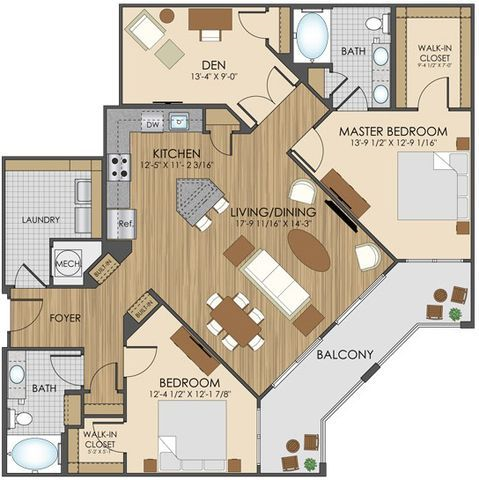 DEN
13'-4" X 9'-0"
BATH
WALK-IN
CLOSET
9'-4 1/2" X 7'-0"
DW
KITCHEN
12'-5" X 11'- 2 3/16"
MASTER BEDROOM
13'-9 1/2" X 12'-9 1/16"
LAUNDRY
Ref.
LIVING/DINING
17'-9 11/16" X 14'-3"
MECH.
BUILT-IN
BUILT-IN
FOYER
BALCONY
BATH
BEDROOM
12'-4 1/2" X 12'-1 7/8"
WALK-IN
CLOSET
5'-2" X 5'-1"